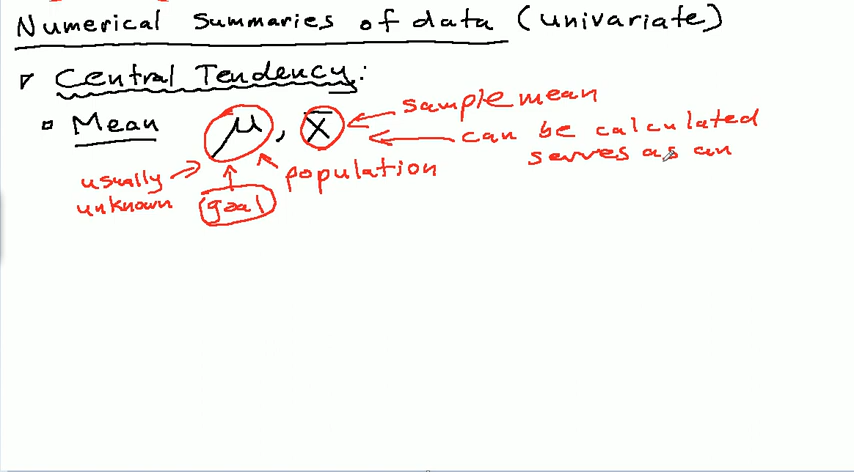 Numerical Summaries of data (univariate)
▿ Central Tendency:
▫ Mean μ, x̄
sample mean
can be calculated
serves as an
usually
unknown
goal
population